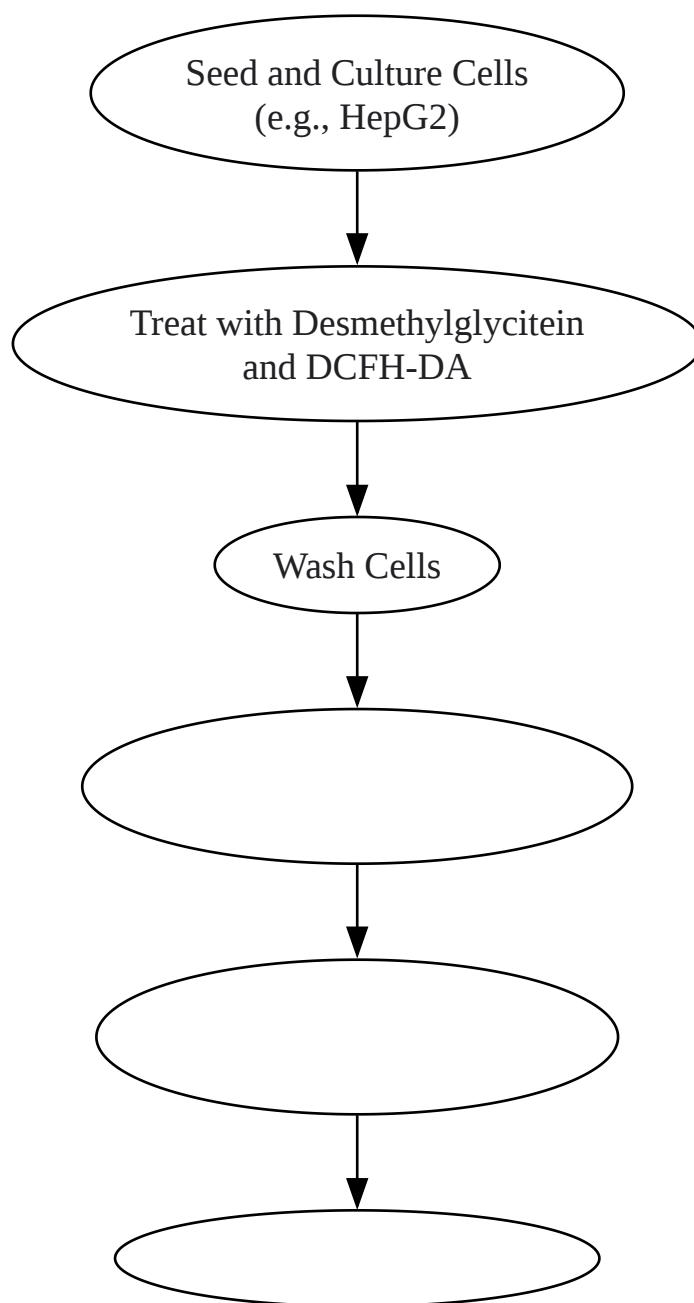 Seed and Culture Cells
(e.g., HepG2)
Treat with Desmethylglycitein
and DCFH-DA
Wash Cells